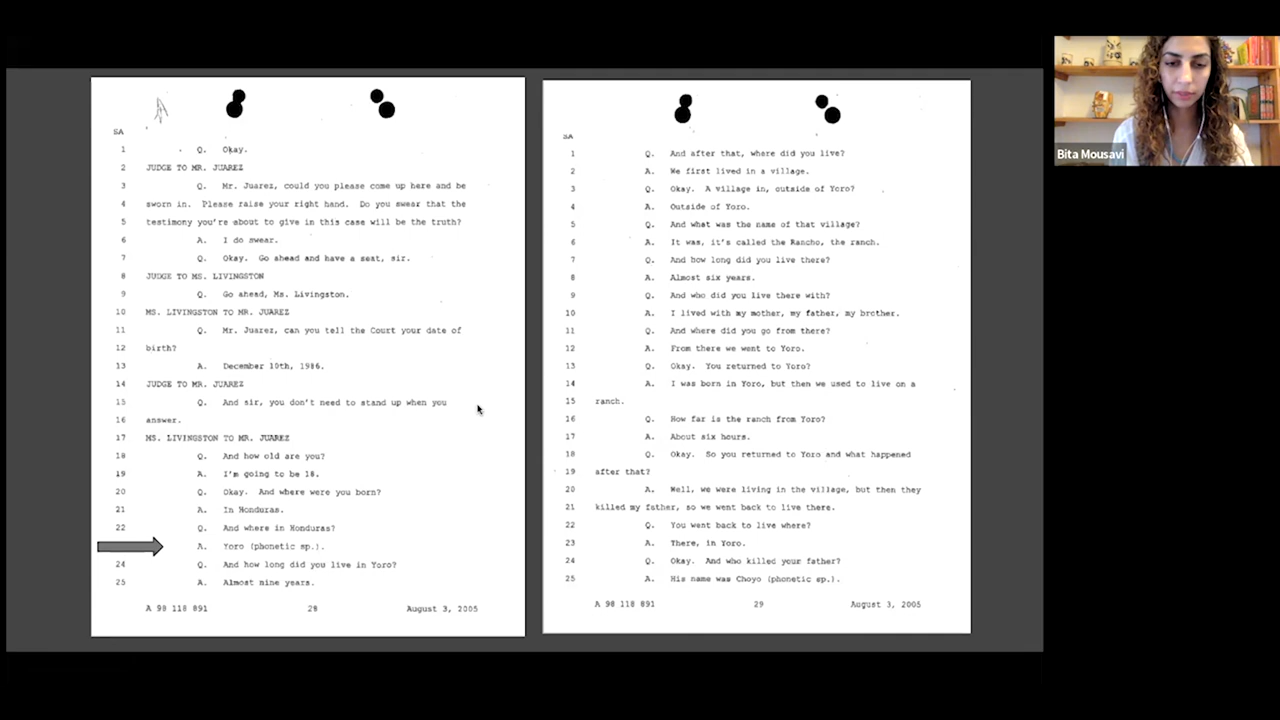 SA
1 Q. Okay.
2 JUDGE TO MR. JUAREZ
3 Q. Mr. Juarez, could you please come up here and be
4 sworn in. Please raise your right hand. Do you swear that the
5 testimony you're about to give in this case will be the truth?
6 A. I do swear.
7 Q. Okay. Go ahead and have a seat, sir.
8 JUDGE TO MS. LIVINGSTON
9 Q. Go ahead, Ms. Livingston.
10 MS. LIVINGSTON TO MR. JUAREZ
11 Q. Mr. Juarez, can you tell the Court your date of
12 birth?
13 A. December 10th, 1986.
14 JUDGE TO MR. JUAREZ
15 Q. And sir, you don't need to stand up when you
16 answer.
17 MS. LIVINGSTON TO MR. JUAREZ
18 Q. And how old are you?
19 A. I'm going to be 18.
20 Q. Okay. And where were you born?
21 A. In Honduras.
22 Q. And where in Honduras?
A. Yoro (phonetic sp.).
24 Q. And how long did you live in Yoro?
25 A. Almost nine years.
A 98 118 891 28 August 3, 2005
SA
1 Q. And after that, where did you live?
2 A. We first lived in a village.
3 Q. Okay. A village in, outside of Yoro?
4 A. Outside of Yoro.
5 Q. And what was the name of that village?
6 A. It was, it's called the Rancho, the ranch.
7 Q. And how long did you live there?
8 A. Almost six years.
9 Q. And who did you live there with?
10 A. I lived with my mother, my father, my brother.
11 Q. And where did you go from there?
12 A. From there we went to Yoro.
13 Q. Okay. You returned to Yoro?
14 A. I was born in Yoro, but then we used to live on a
15 ranch.
16 Q. How far is the ranch from Yoro?
17 A. About six hours.
18 Q. Okay. So you returned to Yoro and what happened
19 after that?
20 A. Well, we were living in the village, but then they
21 killed my father, so we went back to live there.
22 Q. You went back to live where?
23 A. There, in Yoro.
24 Q. Okay. And who killed your father?
25 A. His name was Choyo (phonetic sp.).
A 98 118 891 29 August 3, 2005
Bita Mousavi